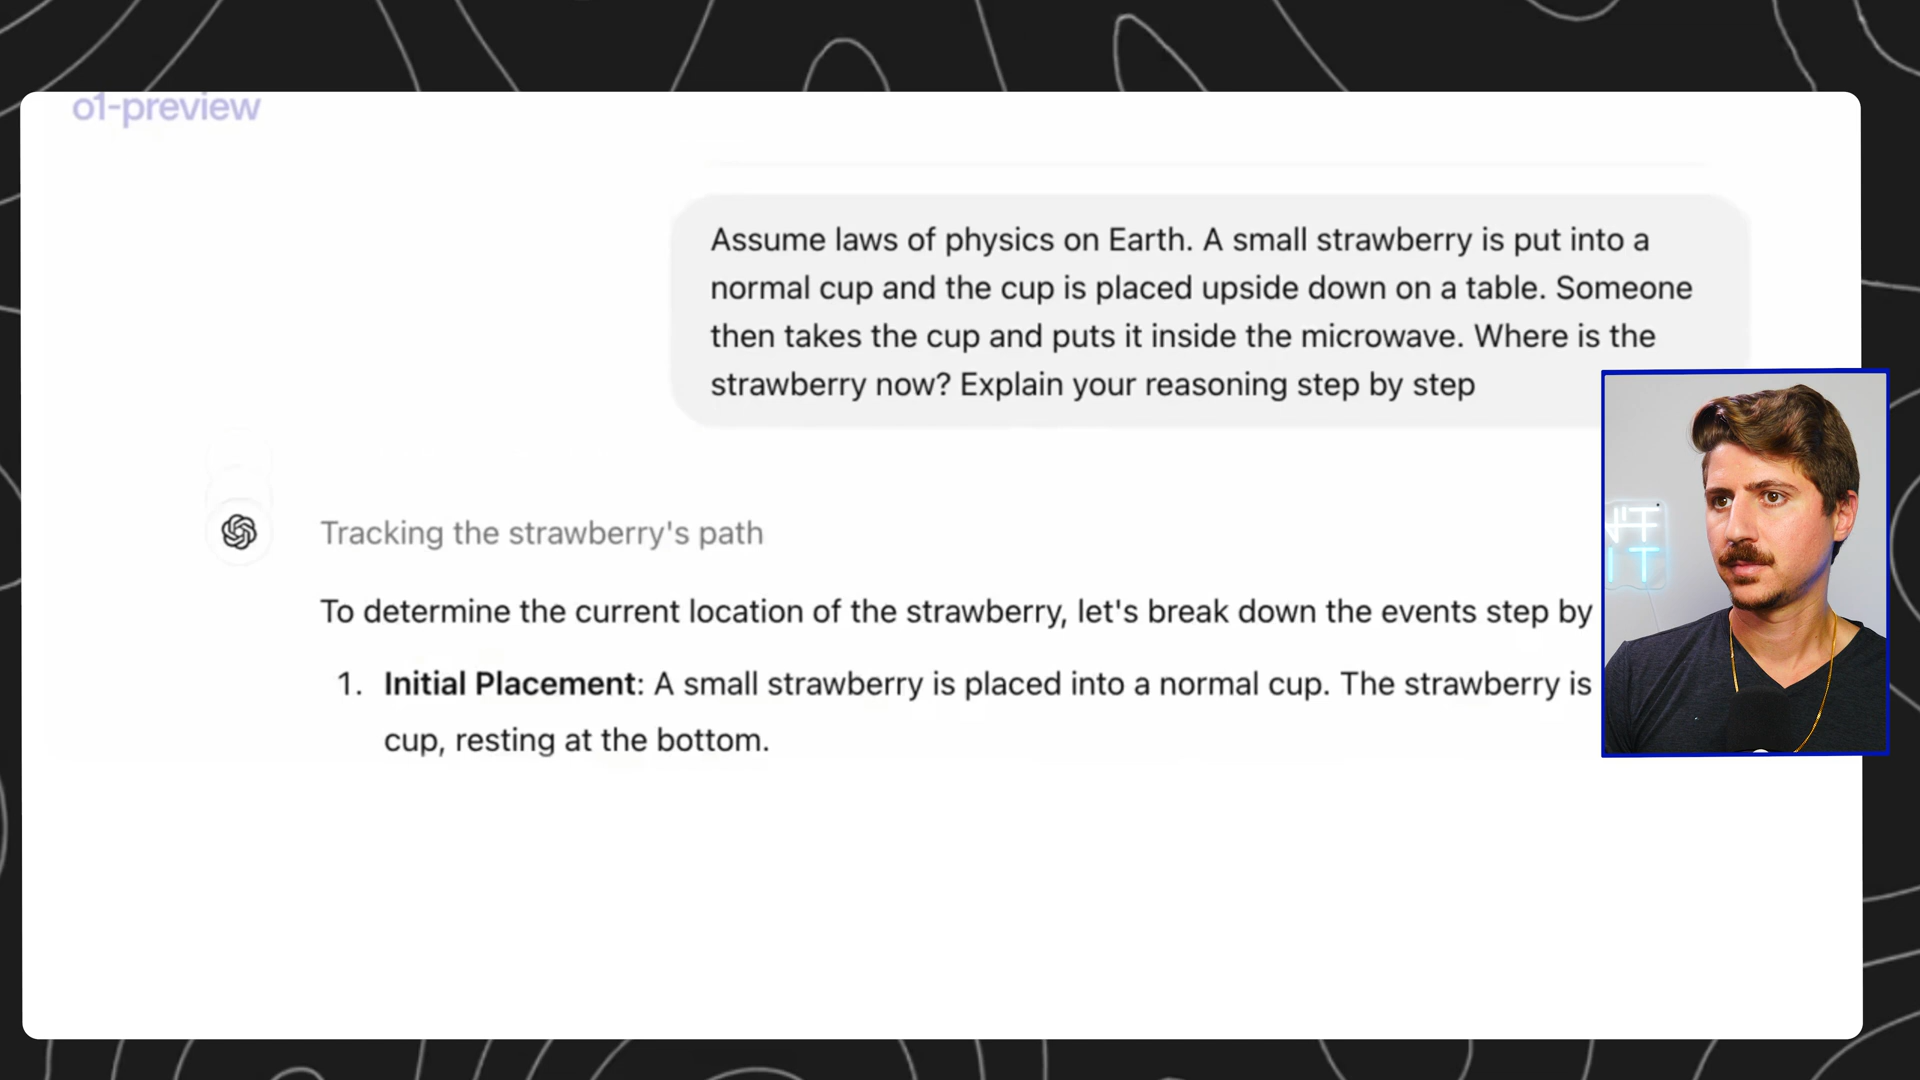 o1-preview
Assume laws of physics on Earth. A small strawberry is put into a
normal cup and the cup is placed upside down on a table. Someone
then takes the cup and puts it inside the microwave. Where is the
strawberry now? Explain your reasoning step by step
Tracking the strawberry's path
To determine the current location of the strawberry, let's break down the events step by
1. Initial Placement: A small strawberry is placed into a normal cup. The strawberry is
cup, resting at the bottom.
N'T
IT